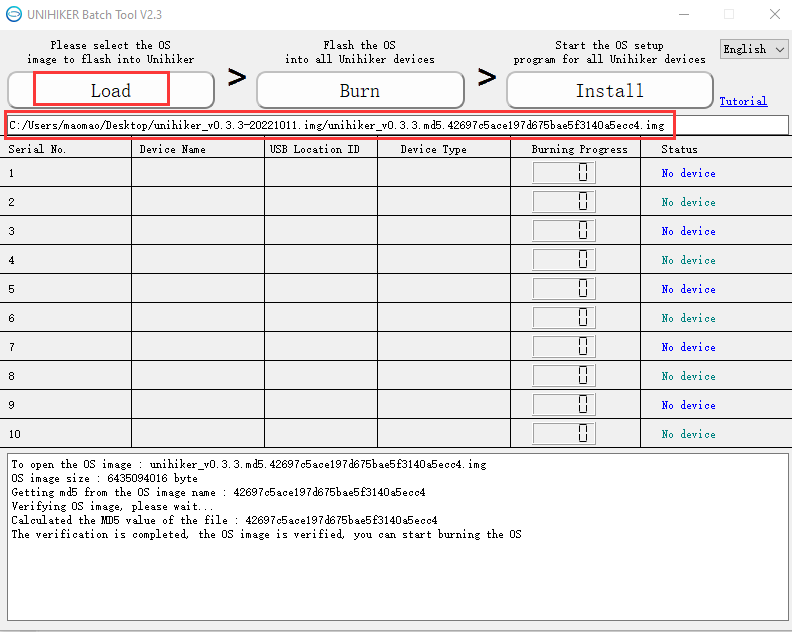 UNIHIKER Batch Tool V2.3
Please select the OS
image to flash into Unihiker
Load
>
Flash the OS
into all Unihiker devices
Burn
>
Start the OS setup
program for all Unihiker devices
Install
English
Tutorial
C:/Users/maomao/Desktop/unihiker_v0.3.3-20221011.img/unihiker_v0.3.3.md5.42697c5ace197d675bae5f3140a5ecc4.img
Serial No. Device Name USB Location ID Device Type Burning Progress Status
1 0 No device
2 0 No device
3 0 No device
4 0 No device
5 0 No device
6 0 No device
7 0 No device
8 0 No device
9 0 No device
10 0 No device
To open the OS image : unihiker_v0.3.3.md5.42697c5ace197d675bae5f3140a5ecc4.img
OS image size : 6435094016 byte
Getting md5 from the OS image name : 42697c5ace197d675bae5f3140a5ecc4
Verifying OS image, please wait...
Calculated the MD5 value of the file : 42697c5ace197d675bae5f3140a5ecc4
The verification is completed, the OS image is verified, you can start burning the OS